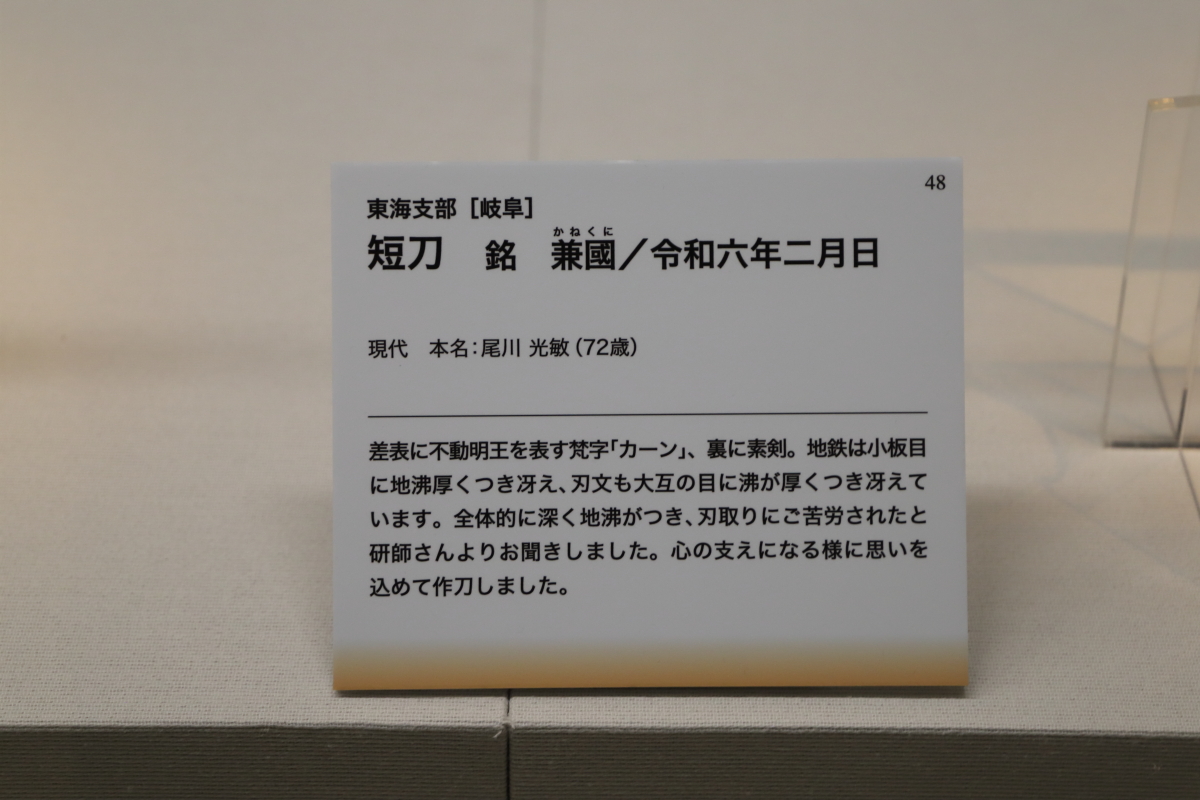 48
東海支部［岐阜］
短刀　銘　兼國／令和六年二月日
かねくに
現代　本名：尾川 光敏（72歳）
差表に不動明王を表す梵字「カーン」、裏に素剣。地鉄は小板目
に地沸厚くつき冴え、刃文も大互の目に沸が厚くつき冴えて
います。全体的に深く地沸がつき、刃取りにご苦労されたと
研師さんよりお聞きしました。心の支えになる様に思いを
込めて作刀しました。